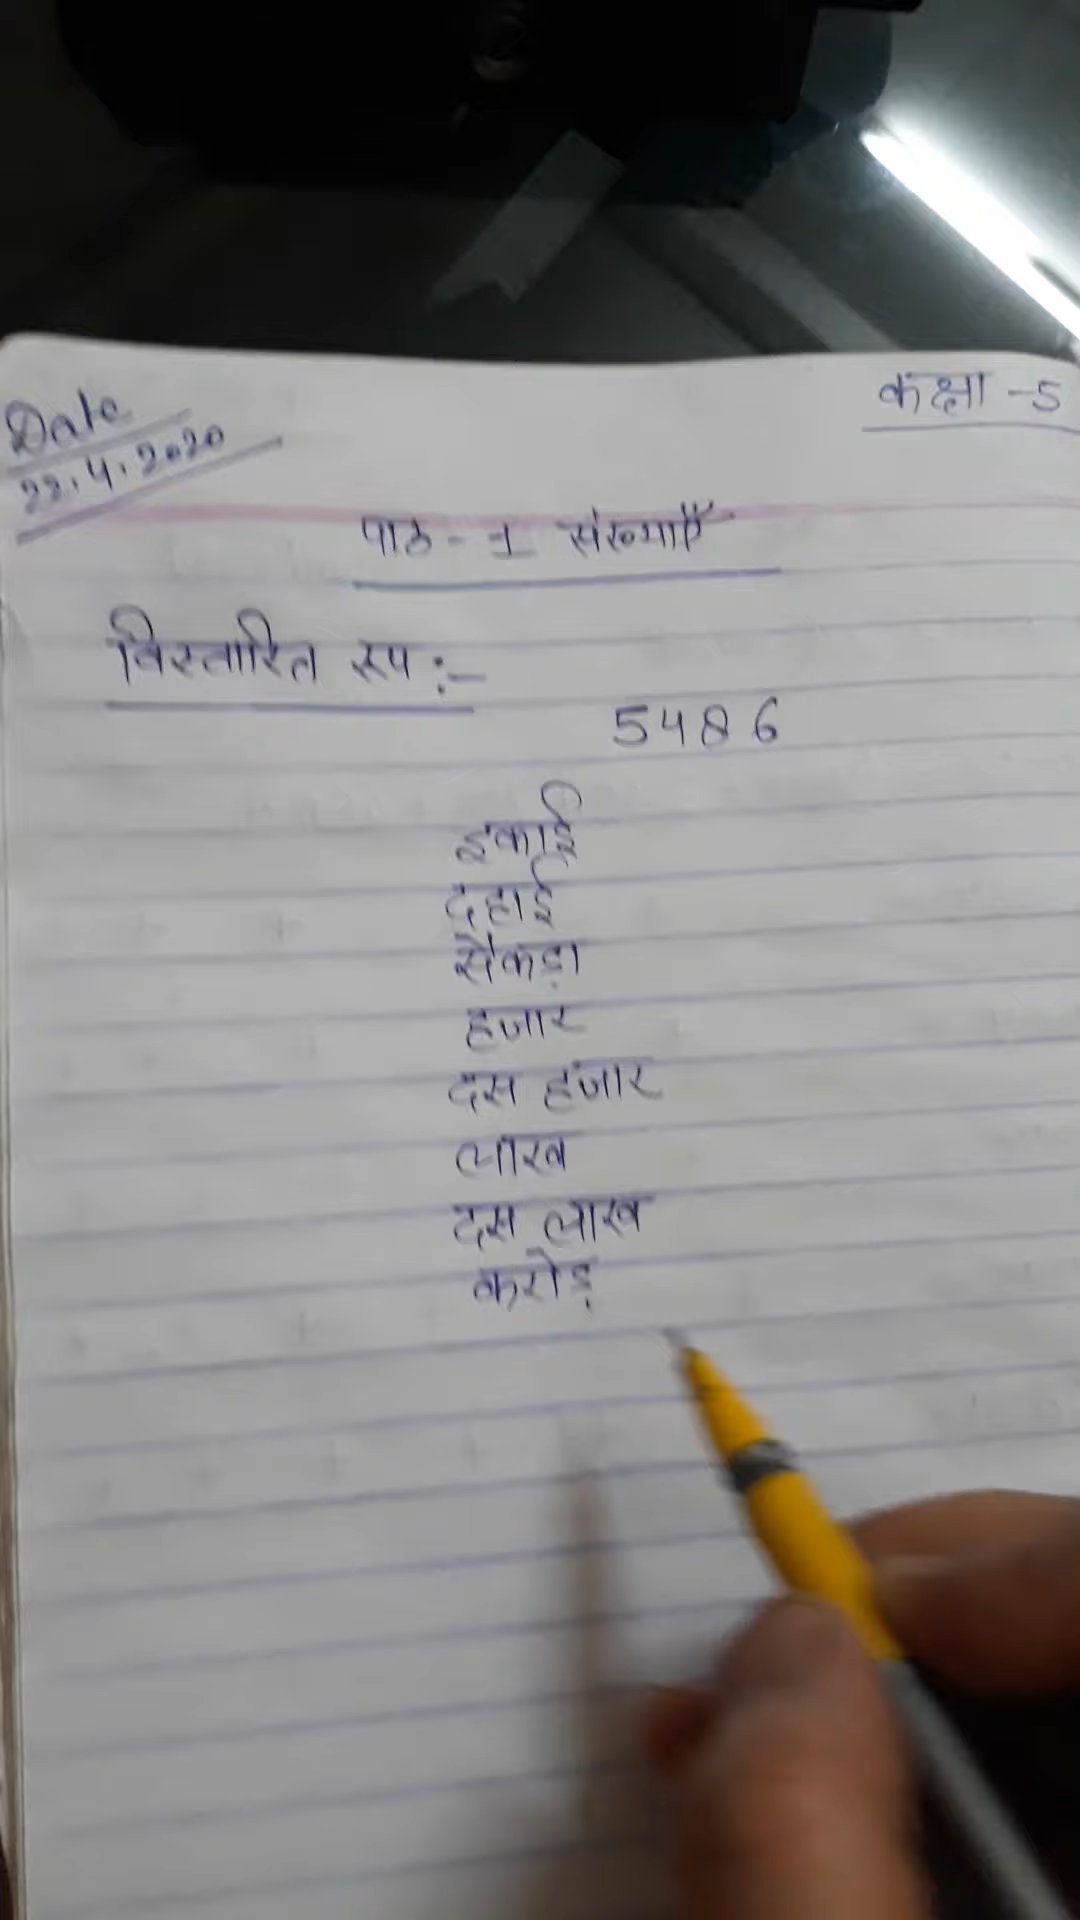 Date
22.4.2020
कक्षा -5
पाठ - 1 संख्याएँ
विस्तारित रूप :-
5486
इकाई
दहाई
सैकड़ा
हजार
दस हजार
लाख
दस लाख
करोड़